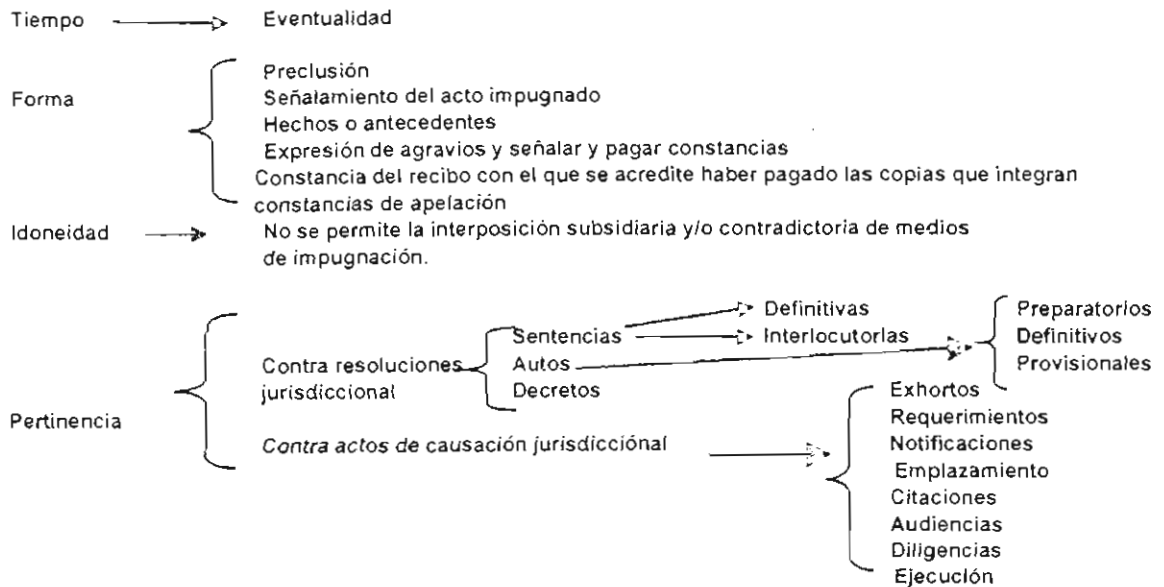 Tiempo
Eventualidad
Forma
Preclusión
Señalamiento del acto impugnado
Hechos o antecedentes
Expresión de agravios y señalar y pagar constancias
Constancia del recibo con el que se acredite haber pagado las copias que integran
constancias de apelación
Idoneidad
No se permite la interposición subsidiaria y/o contradictoria de medios
de impugnación.
Pertinencia
Contra resoluciones
jurisdiccional
Sentencias
Definitivas
Interlocutorias
Autos
Preparatorios
Definitivos
Provisionales
Decretos
Contra actos de causación jurisdicciónal
Exhortos
Requerimientos
Notificaciones
Emplazamiento
Citaciones
Audiencias
Diligencias
Ejecución